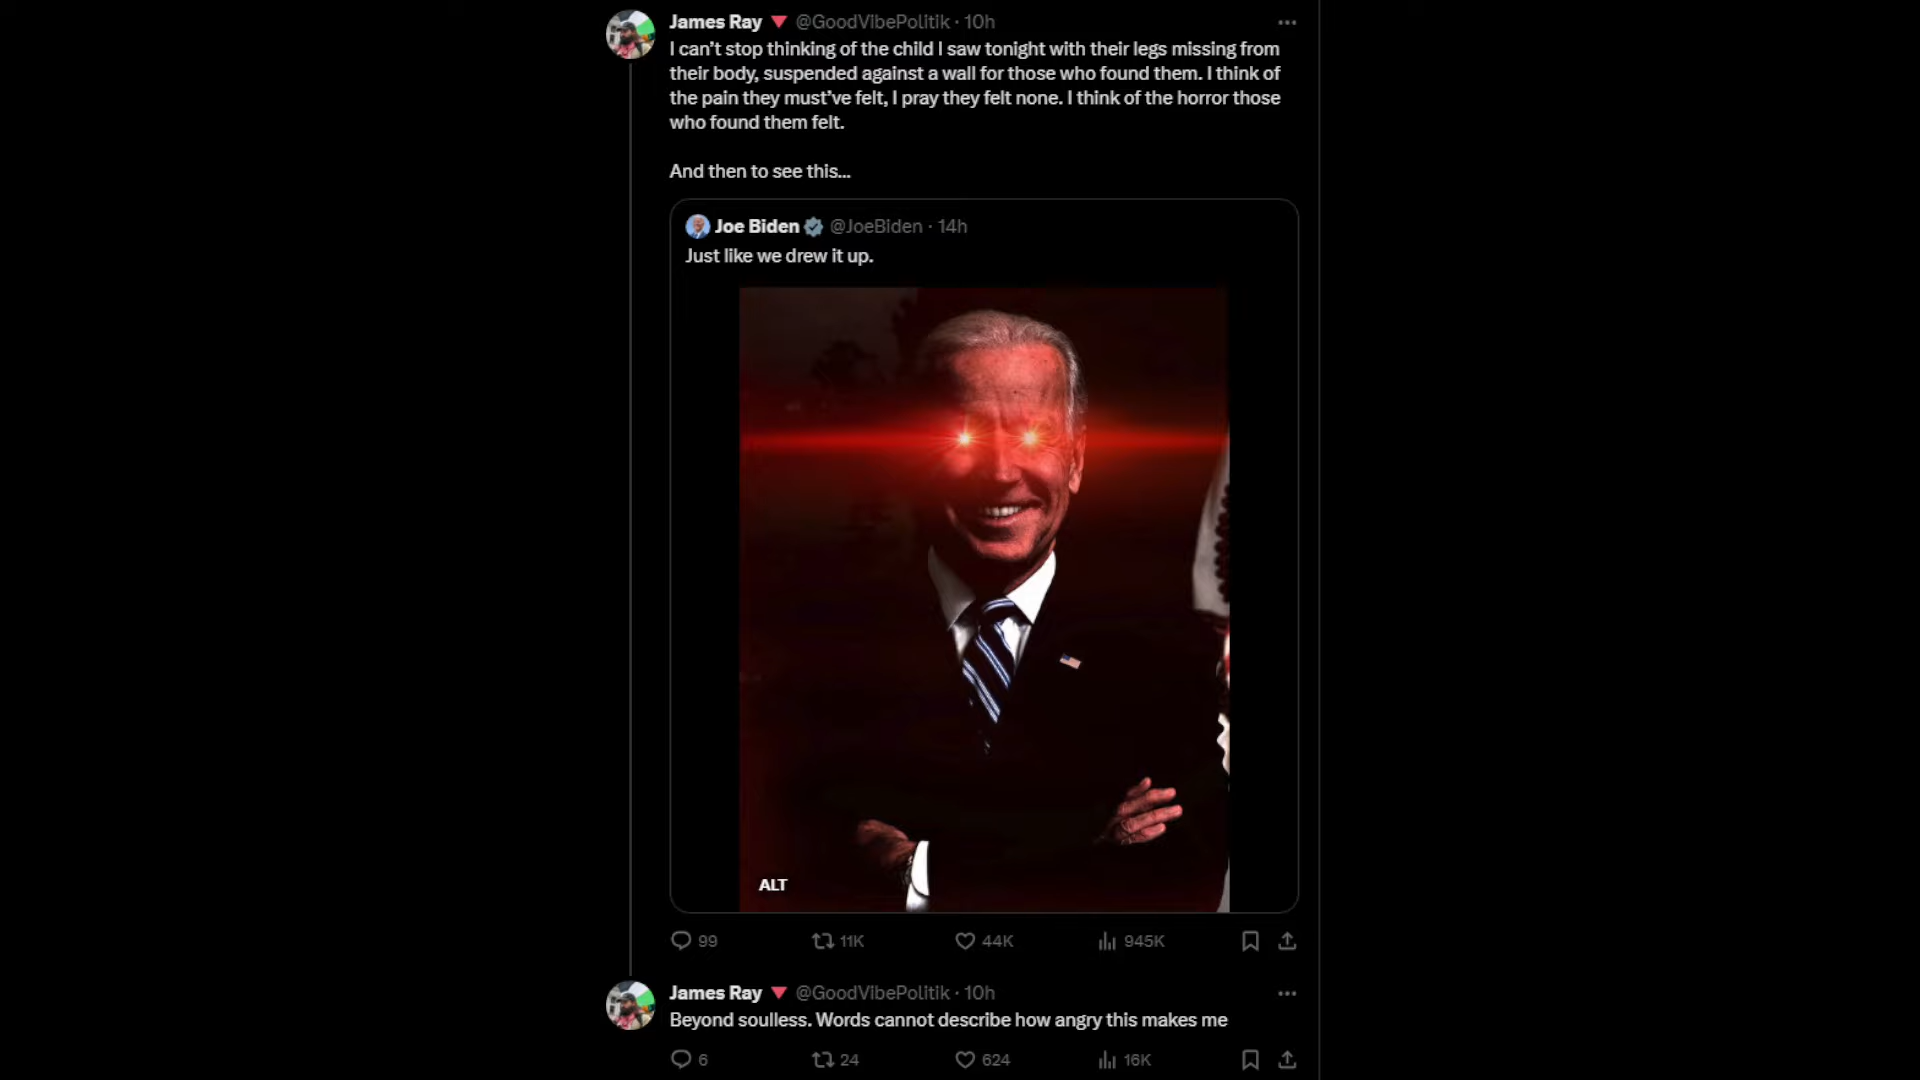 James Ray 🔻 @GoodVibePolitik · 10h
I can’t stop thinking of the child I saw tonight with their legs missing from
their body, suspended against a wall for those who found them. I think of
the pain they must’ve felt, I pray they felt none. I think of the horror those
who found them felt.
And then to see this...
Joe Biden @JoeBiden · 14h
Just like we drew it up.
ALT
99 11K 44K 945K
James Ray 🔻 @GoodVibePolitik · 10h
Beyond soulless. Words cannot describe how angry this makes me
6 24 624 16K